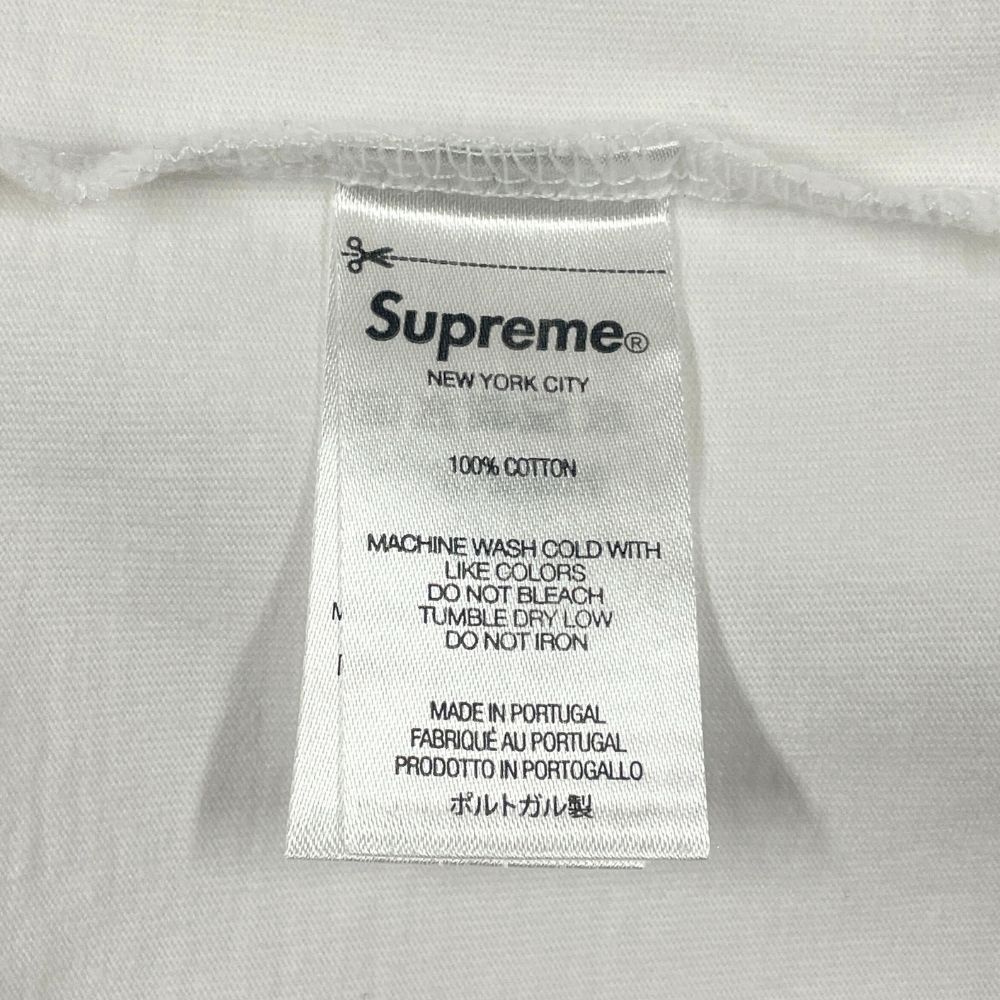 Supreme®
NEW YORK CITY
100% COTTON
MACHINE WASH COLD WITH
LIKE COLORS
DO NOT BLEACH
TUMBLE DRY LOW
DO NOT IRON
MADE IN PORTUGAL
FABRIQUÉ AU PORTUGAL
PRODOTTO IN PORTOGALLO
ポルトガル製